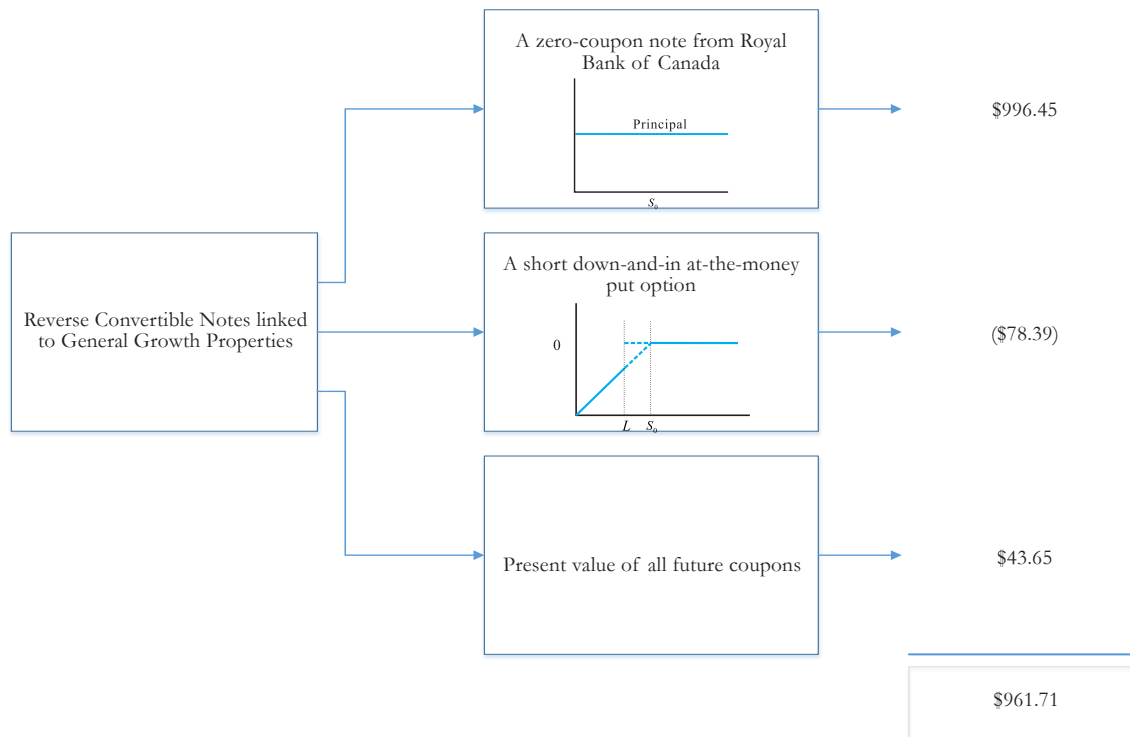 A zero-coupon note from Royal
Bank of Canada
Principal
S₀
$996.45
Reverse Convertible Notes linked
to General Growth Properties
A short down-and-in at-the-money
put option
0
L S₀
($78.39)
Present value of all future coupons
$43.65
$961.71